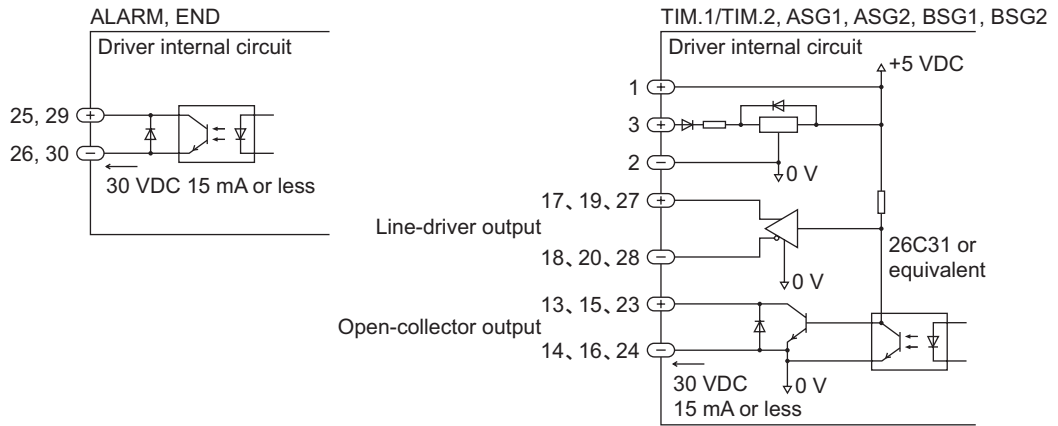 ALARM, END
Driver internal circuit
25, 29
26, 30
30 VDC 15 mA or less
TIM.1/TIM.2, ASG1, ASG2, BSG1, BSG2
Driver internal circuit
+5 VDC
1
3
2
0 V
17、19、27
Line-driver output
18、20、28
26C31 or
equivalent
0 V
13、15、23
Open-collector output
14、16、24
30 VDC
15 mA or less
0 V